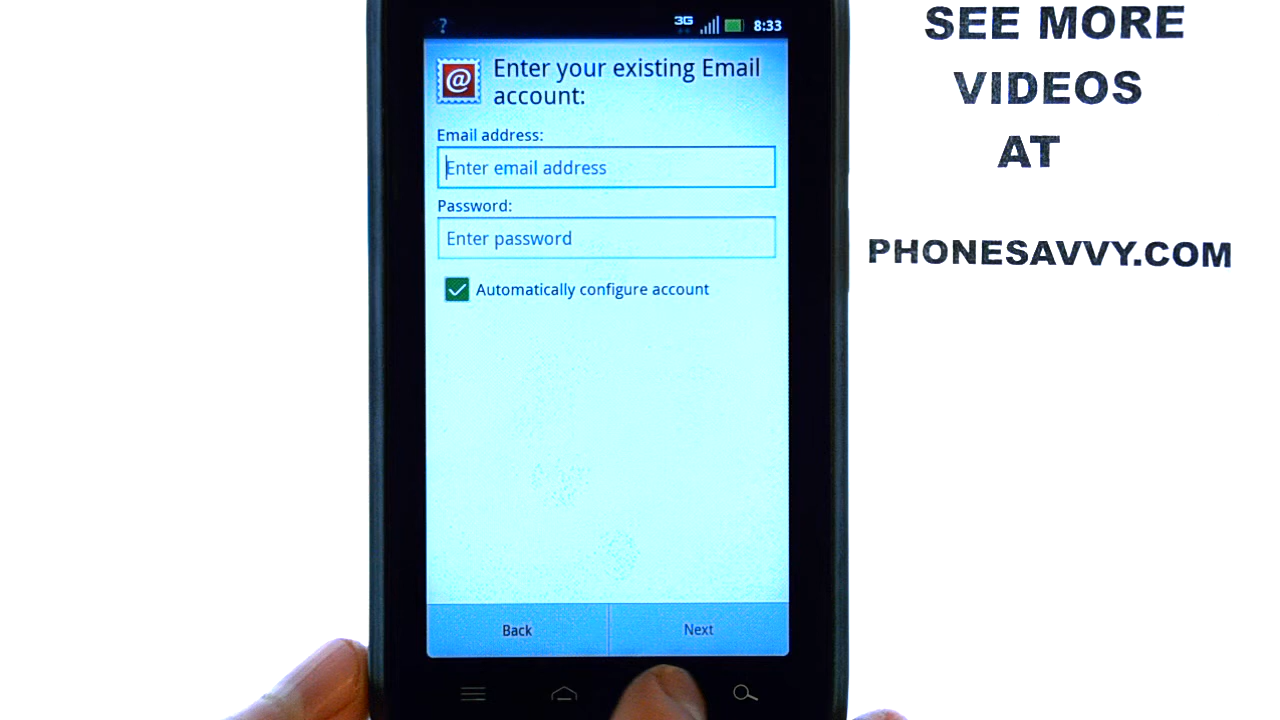 ? 3G 8:33
@ Enter your existing Email
account:
Email address:
Enter email address
Password:
Enter password
Automatically configure account
Back Next
SEE MORE
VIDEOS
AT
PHONESAVVY.COM